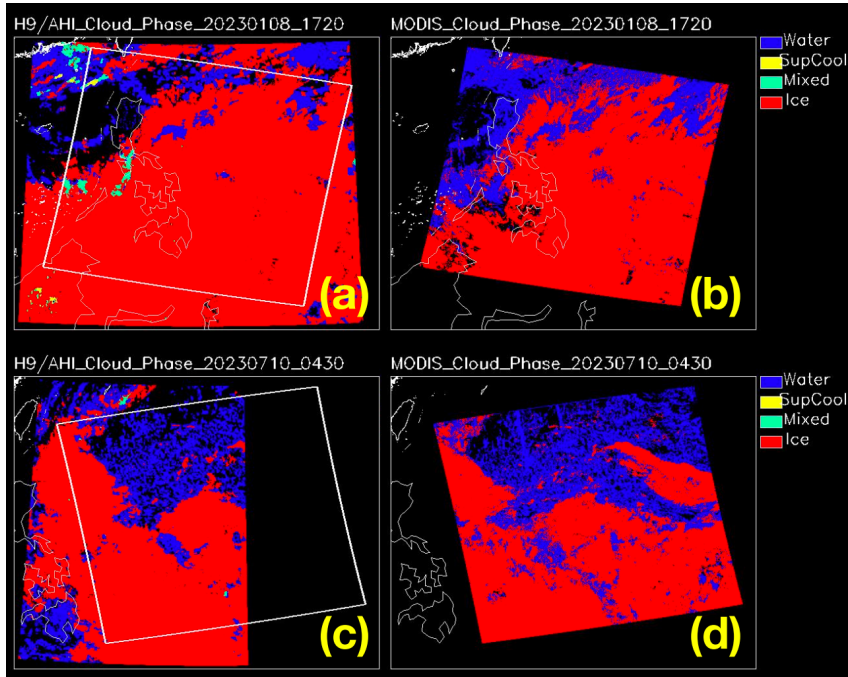 H9/AHI_Cloud_Phase_20230108_1720
MODIS_Cloud_Phase_20230108_1720
Water
SupCool
Mixed
Ice
(a)
(b)
H9/AHI_Cloud_Phase_20230710_0430
MODIS_Cloud_Phase_20230710_0430
Water
SupCool
Mixed
Ice
(c)
(d)